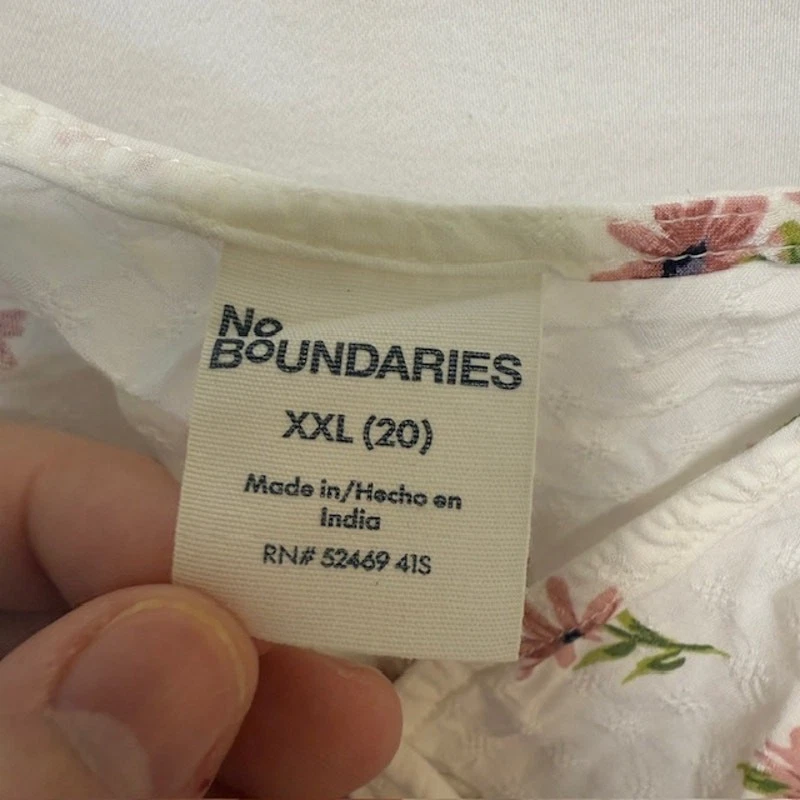 No
BOUNDARIES
XXL (20)
Made in/Hecho en
India
RN# 52469 41S